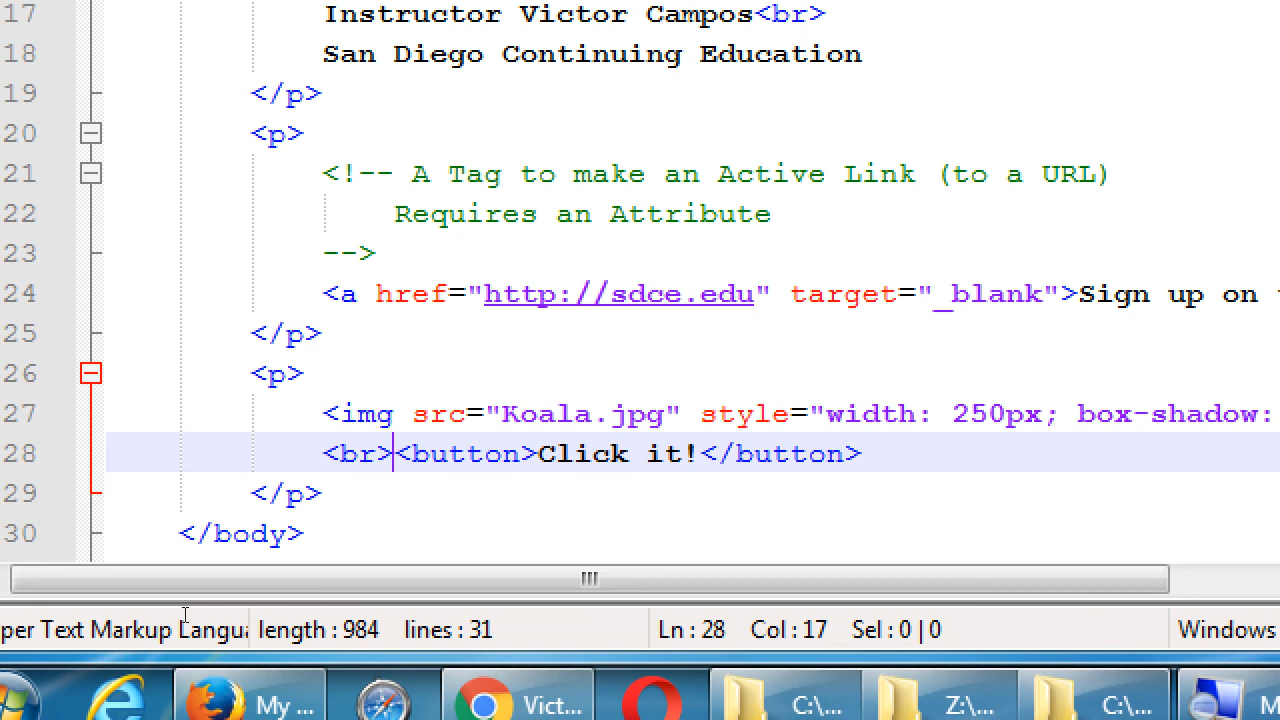 17 Instructor Victor Campos<br>
18 San Diego Continuing Education
19 </p>
20 <p>
21 <!-- A Tag to make an Active Link (to a URL)
22 Requires an Attribute
23 -->
24 <a href="http://sdce.edu" target="_blank">Sign up on
25 </p>
26 <p>
27 <img src="Koala.jpg" style="width: 250px; box-shadow:
28 <br><button>Click it!</button>
29 </p>
30 </body>
per Text Markup Langua length : 984 lines : 31 Ln : 28 Col : 17 Sel : 0 | 0 Windows
My ... Vict... C:\... Z:\... C:\... M